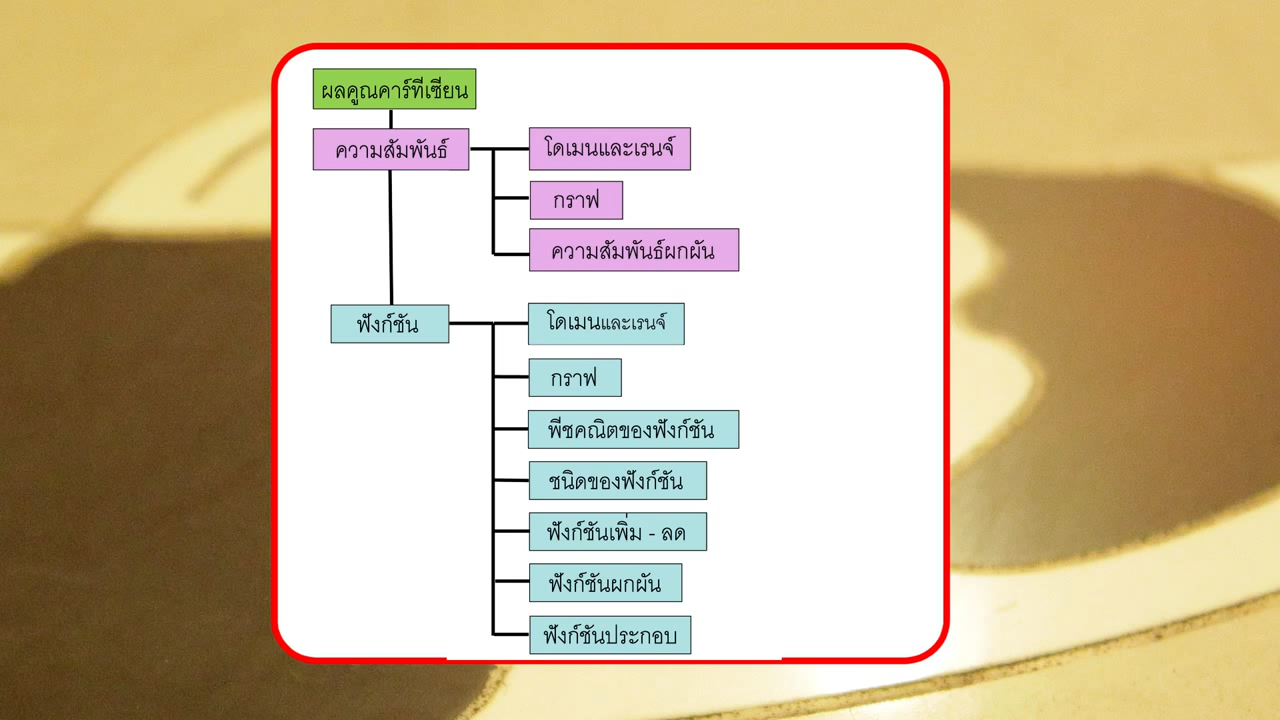 ผลคูณคาร์ทีเซียน
ความสัมพันธ์
โดเมนและเรนจ์
กราฟ
ความสัมพันธ์ผกผัน
ฟังก์ชัน
โดเมนและเรนจ์
กราฟ
พีชคณิตของฟังก์ชัน
ชนิดของฟังก์ชัน
ฟังก์ชันเพิ่ม - ลด
ฟังก์ชันผกผัน
ฟังก์ชันประกอบ